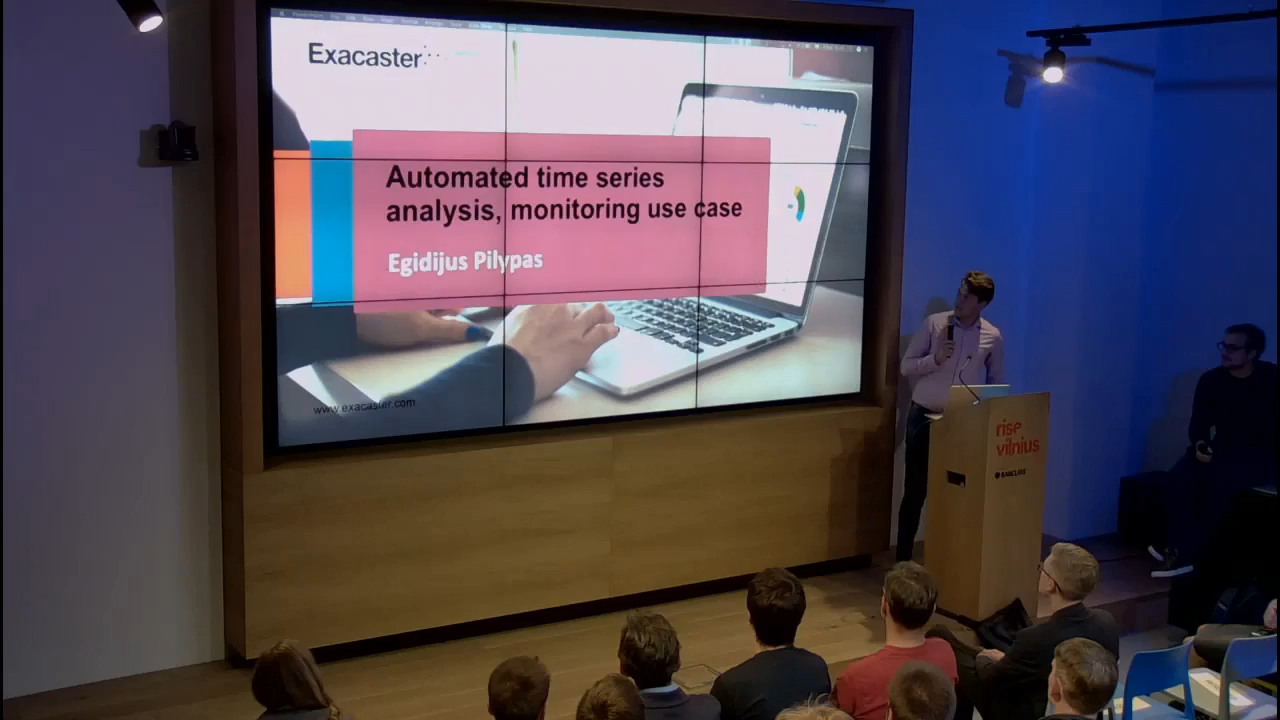 Exacaster
Automated time series
analysis, monitoring use case
Egidijus Pilypas
www.exacaster.com
rise
vilnius
BARCLAYS